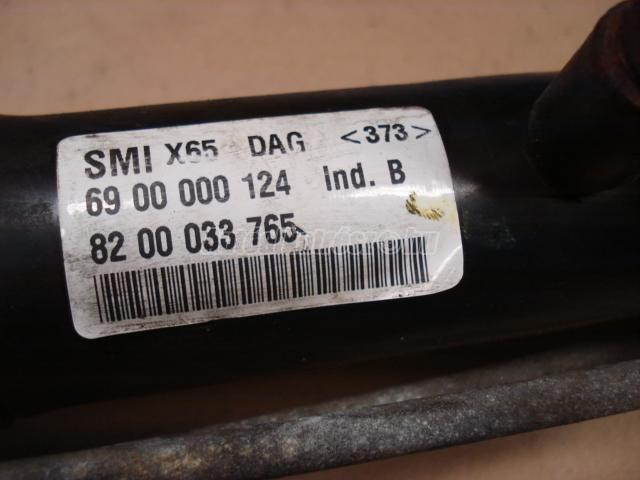 SMI X65 DAG <373>
69 00 000 124 Ind. B
82 00 033 765